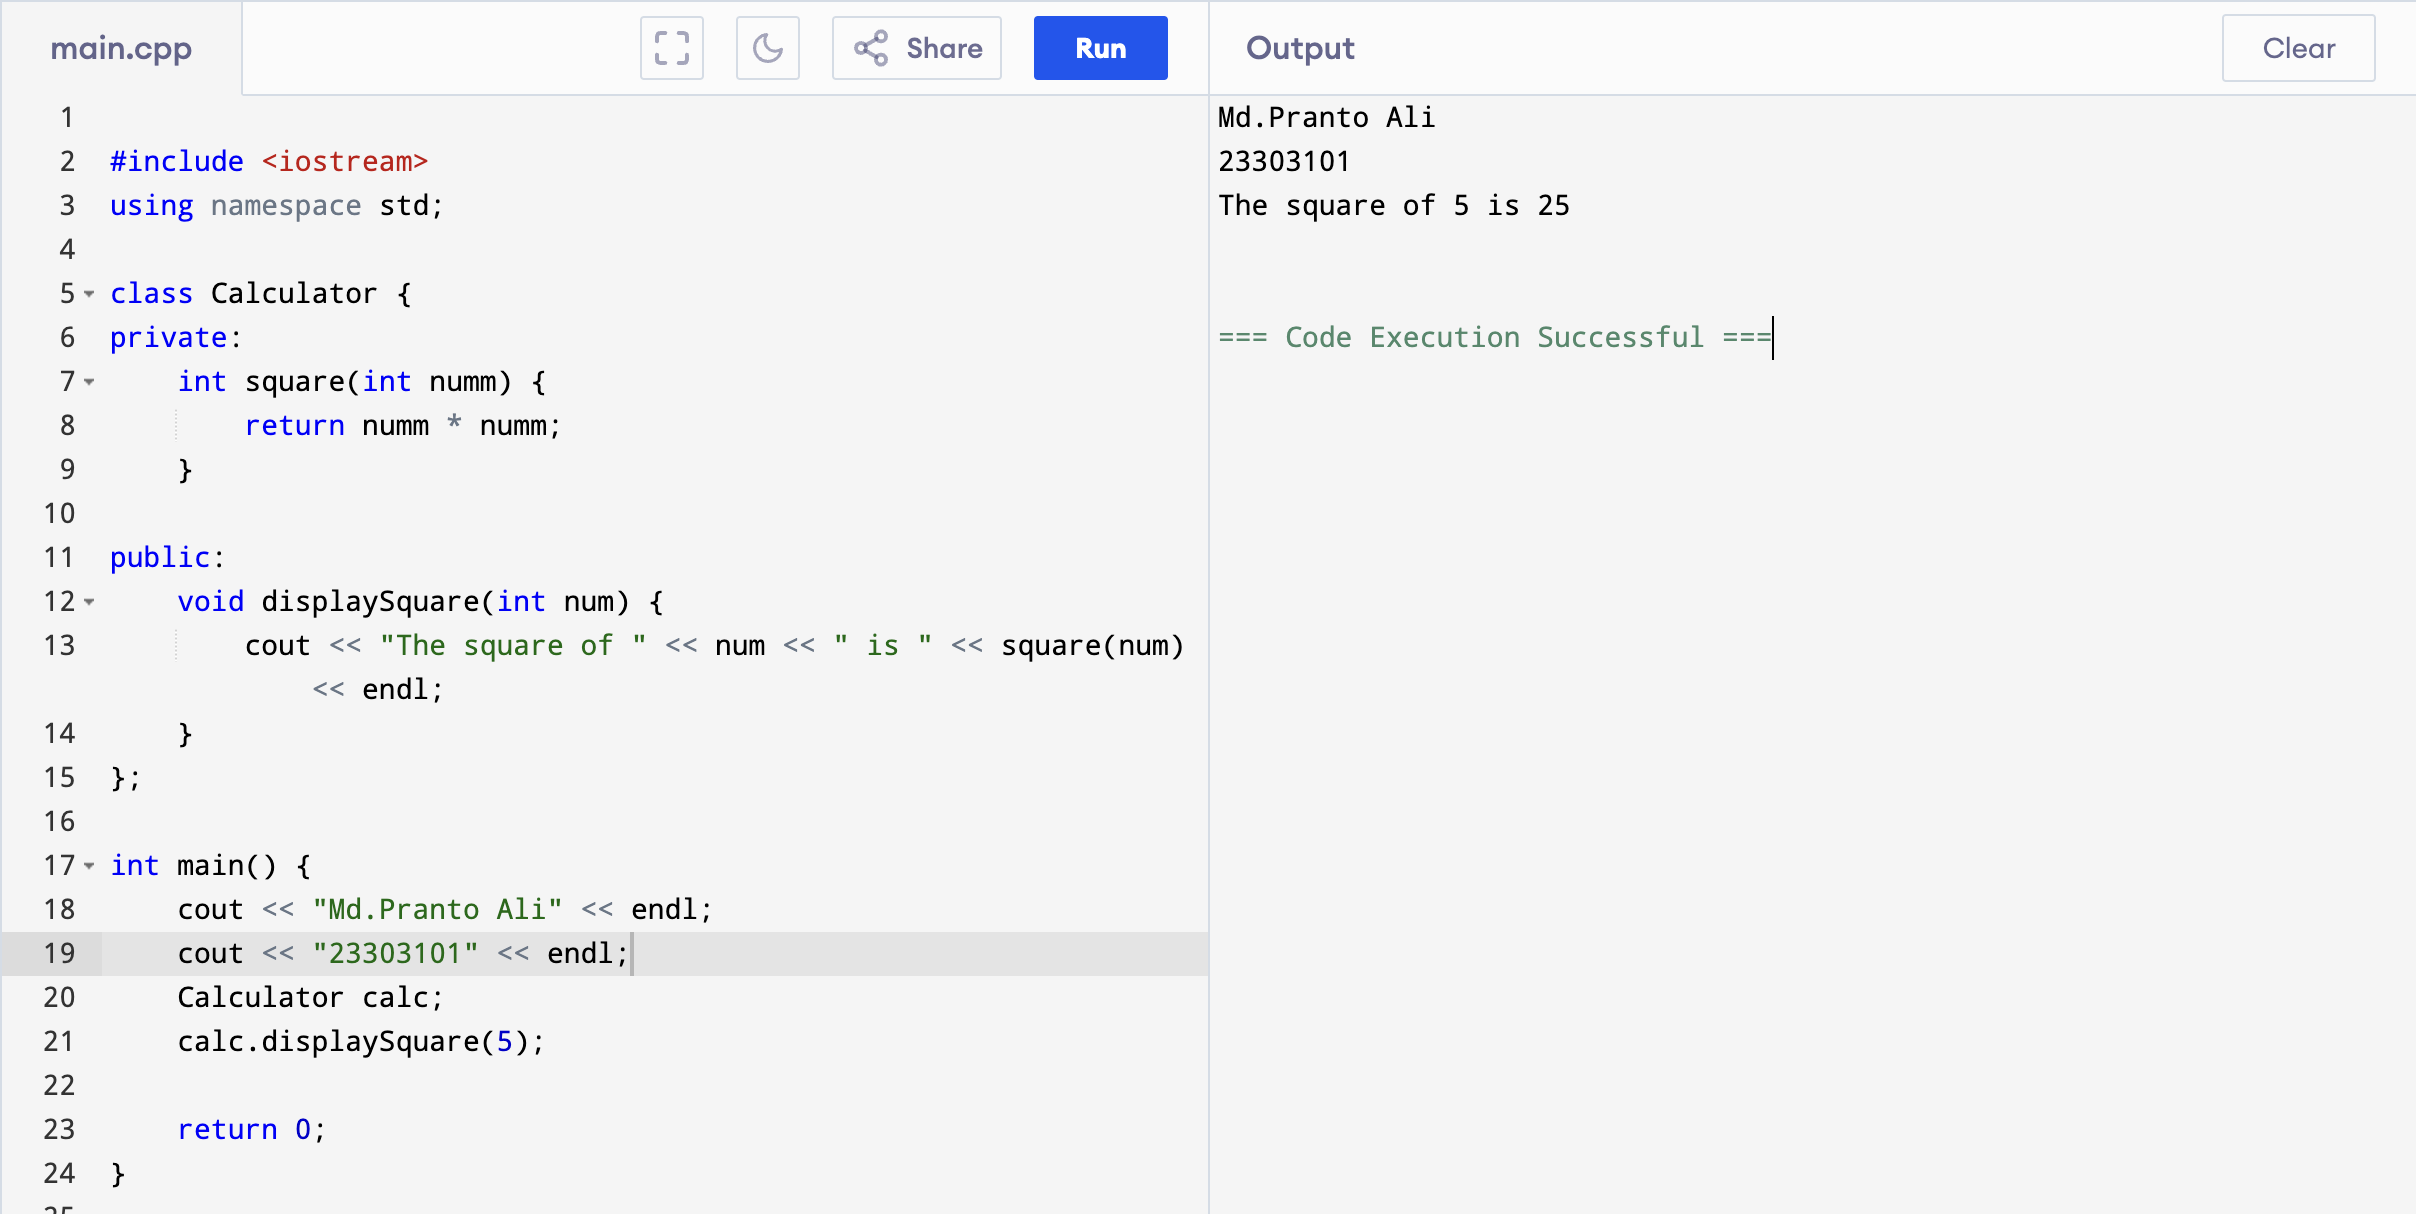 main.cpp
Share
Run
Output
Clear
1
2 #include <iostream>
3 using namespace std;
4
5 class Calculator {
6 private:
7     int square(int numm) {
8         return numm * numm;
9     }
10
11 public:
12     void displaySquare(int num) {
13         cout << "The square of " << num << " is " << square(num)
            << endl;
14     }
15 };
16
17 int main() {
18     cout << "Md.Pranto Ali" << endl;
19     cout << "23303101" << endl;
20     Calculator calc;
21     calc.displaySquare(5);
22
23     return 0;
24 }
Md.Pranto Ali
23303101
The square of 5 is 25
=== Code Execution Successful ===